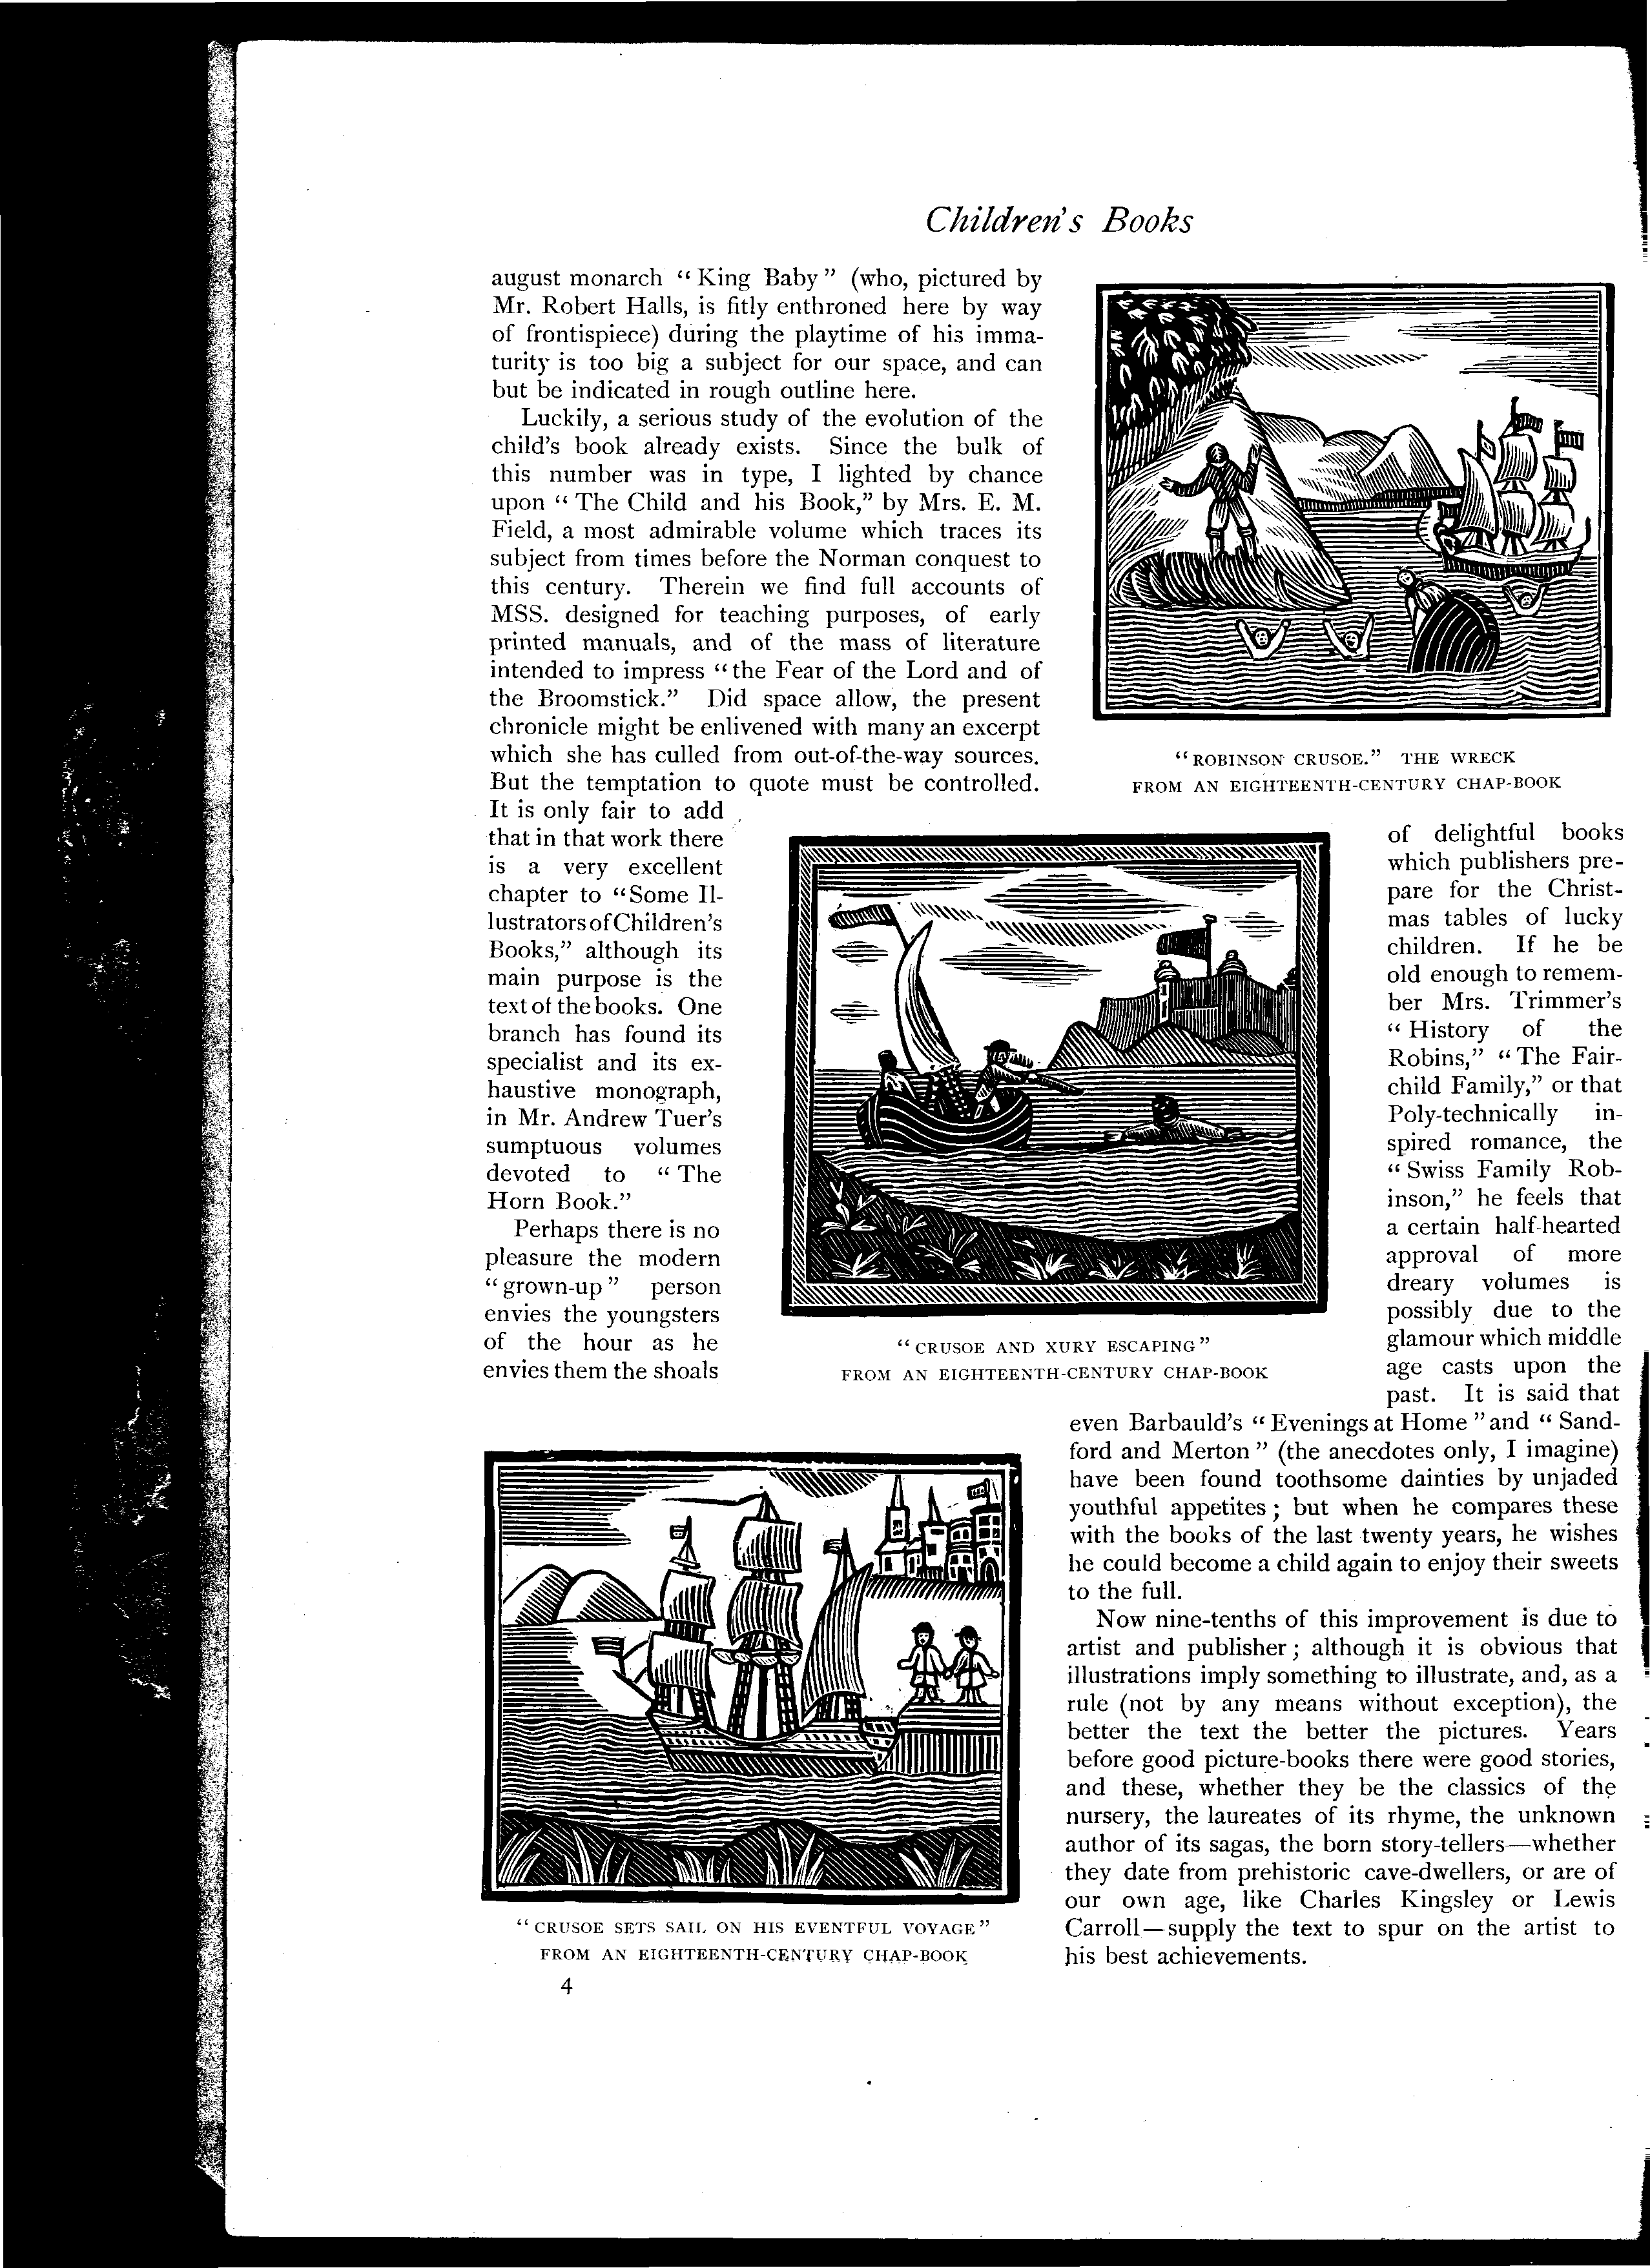 Children's Books
august monarch “King Baby” (who, pictured by
Mr. Robert Halls, is fitly enthroned here by way
of frontispiece) during the playtime of his imma-
turity is too big a subject for our space, and can
but be indicated in rough outline here.
Luckily, a serious study of the evolution of the
child's book already exists. Since the bulk of
this number was in type, I lighted by chance
upon “The Child and his Book,” by Mrs. E. M.
Field, a most admirable volume which traces its
subject from times before the Norman conquest to
this century. Therein we find full accounts of
MSS. designed for teaching purposes, of early
printed manuals, and of the mass of literature
intended to impress “the Fear of the Lord and of
the Broomstick.” Did space allow, the present
chronicle might be enlivened with many an excerpt
which she has culled from out-of-the-way sources.
But the temptation to quote must be controlled.
It is only fair to add
that in that work there
is a very excellent
chapter to “Some Il-
lustrators of Children's
Books,” although its
main purpose is the
text of the books. One
branch has found its
specialist and its ex-
haustive monograph,
in Mr. Andrew Tuer's
sumptuous volumes
devoted to “The
Horn Book.”
Perhaps there is no
pleasure the modern
“grown-up” person
envies the youngsters
of the hour as he
envies them the shoals
“CRUSOE SETS SAIL ON HIS EVENTFUL VOYAGE”
FROM AN EIGHTEENTH-CENTURY CHAP-BOOK
4
“ROBINSON CRUSOE.” THE WRECK
FROM AN EIGHTEENTH-CENTURY CHAP-BOOK
“CRUSOE AND XURY ESCAPING”
FROM AN EIGHTEENTH-CENTURY CHAP-BOOK
of delightful books
which publishers pre-
pare for the Christ-
mas tables of lucky
children. If he be
old enough to remem-
ber Mrs. Trimmer's
“History of the
Robins,” “The Fair-
child Family,” or that
Poly-technically in-
spired romance, the
“Swiss Family Rob-
inson,” he feels that
a certain half-hearted
approval of more
dreary volumes is
possibly due to the
glamour which middle
age casts upon the
past. It is said that
even Barbauld's “Evenings at Home” and “Sand-
ford and Merton” (the anecdotes only, I imagine)
have been found toothsome dainties by unjaded
youthful appetites; but when he compares these
with the books of the last twenty years, he wishes
he could become a child again to enjoy their sweets
to the full.
Now nine-tenths of this improvement is due to
artist and publisher; although it is obvious that
illustrations imply something to illustrate, and, as a
rule (not by any means without exception), the
better the text the better the pictures. Years
before good picture-books there were good stories,
and these, whether they be the classics of the
nursery, the laureates of its rhyme, the unknown
author of its sagas, the born story-tellers—whether
they date from prehistoric cave-dwellers, or are of
our own age, like Charles Kingsley or Lewis
Carroll—supply the text to spur on the artist to
his best achievements.